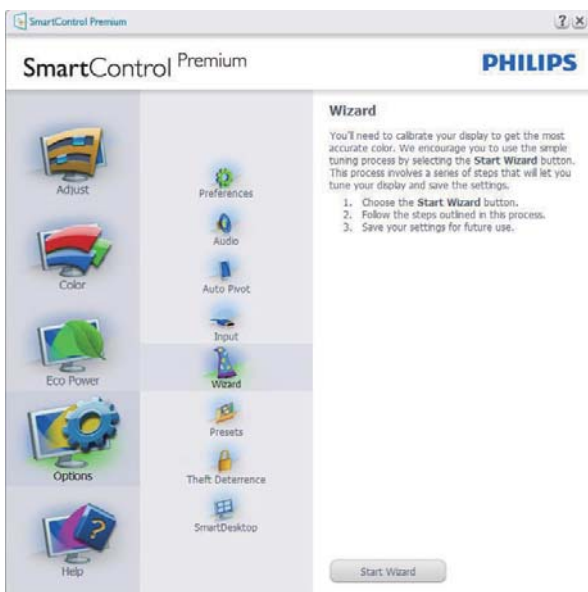 SmartControl Premium
? X
SmartControl Premium
PHILIPS
Adjust
Color
Eco Power
Options
Help
Preferences
Audio
Auto Pivot
Input
Wizard
Presets
Theft Deterrence
SmartDesktop
Wizard
You'll need to calibrate your display to get the most
accurate color. We encourage you to use the simple
tuning process by selecting the Start Wizard button.
This process involves a series of steps that will let you
tune your display and save the settings.
1. Choose the Start Wizard button.
2. Follow the steps outlined in this process.
3. Save your settings for future use.
Start Wizard